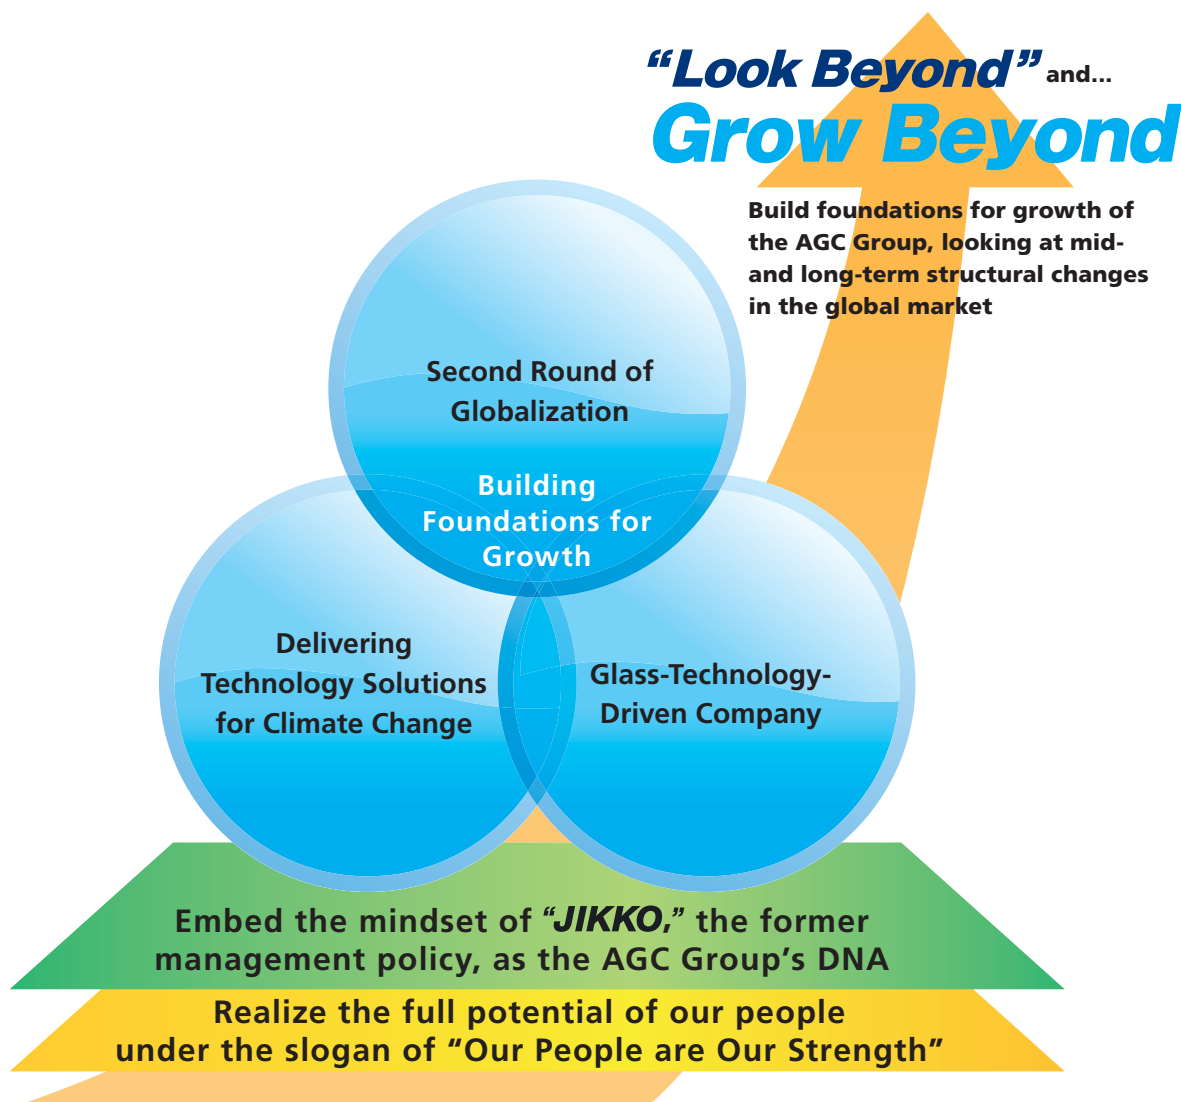 “Look Beyond” and...
Grow Beyond
Build foundations for growth of
the AGC Group, looking at mid-
and long-term structural changes
in the global market
Second Round of
Globalization
Building
Foundations for
Growth
Delivering
Technology Solutions
for Climate Change
Glass-Technology-
Driven Company
Embed the mindset of “JIKKO,” the former
management policy, as the AGC Group’s DNA
Realize the full potential of our people
under the slogan of “Our People are Our Strength”